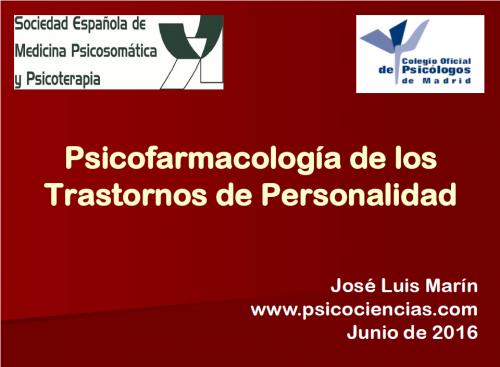 Sociedad Española de
Medicina Psicosomática
y Psicoterapia
Colegio Oficial
de Psicólogos
de Madrid
Psicofarmacología de los
Trastornos de Personalidad
José Luis Marín
www.psicociencias.com
Junio de 2016